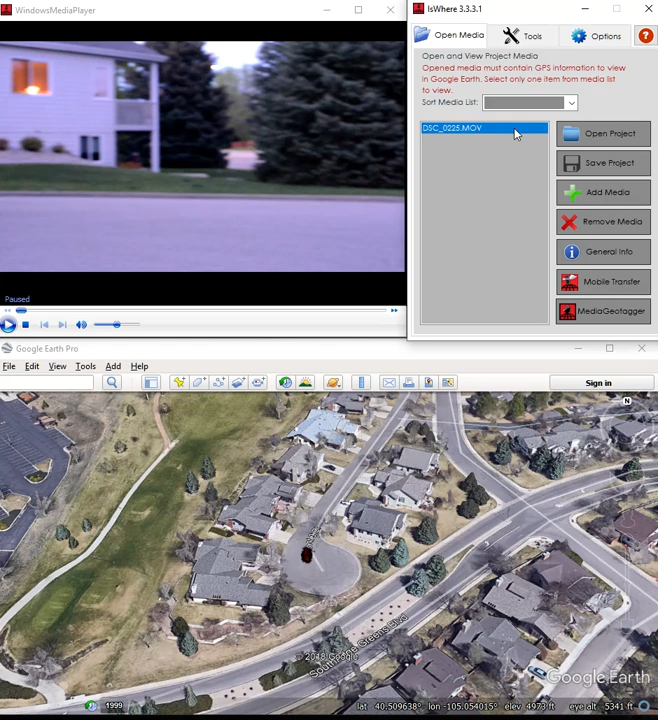 WindowsMediaPlayer
Paused
IsWhere 3.3.3.1
Open Media
Tools
Options
?
Open and View Project Media
Opened media must contain GPS information to view
in Google Earth. Select only one item from media list
to view.
Sort Media List:
DSC_0225.MOV
Open Project
Save Project
Add Media
Remove Media
General Info
Mobile Transfer
MediaGeotagger
Google Earth Pro
File Edit View Tools Add Help
Sign in
N
© 2018 Google
Google Earth
1999
lat 40.509638° lon -105.054015° elev 4973 ft eye alt 5341 ft